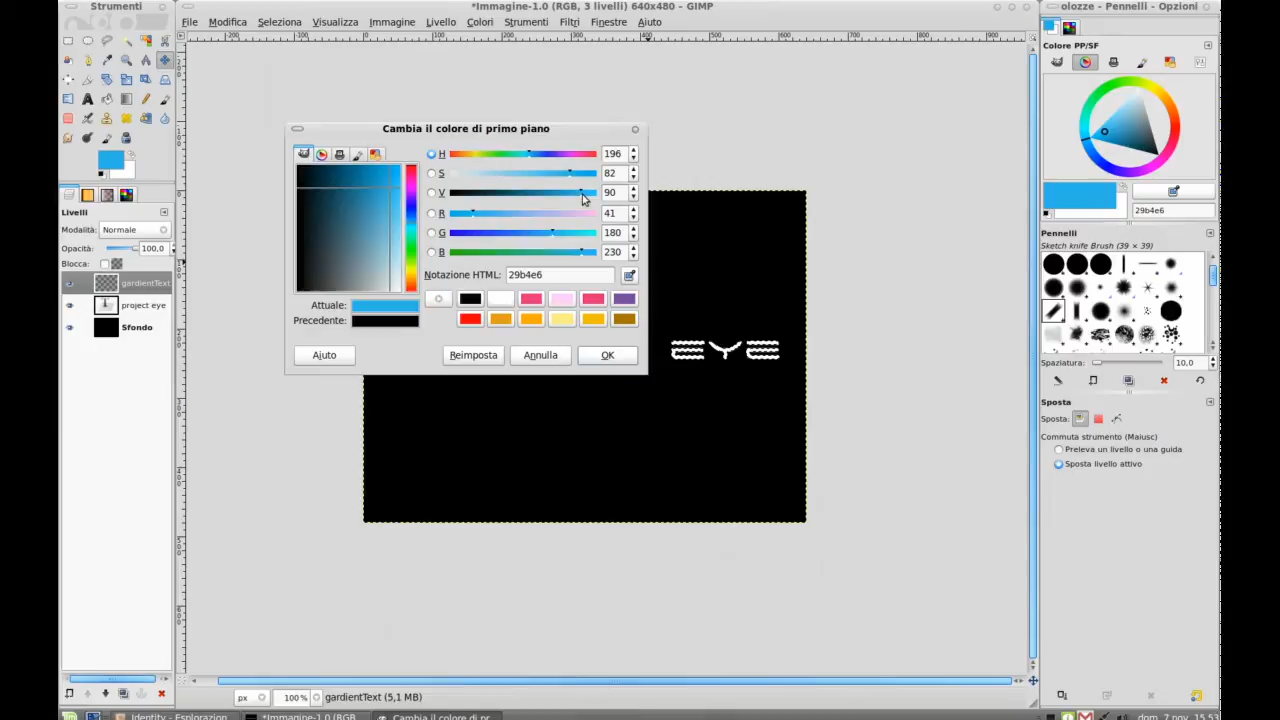 Strumenti
*Immagine-1.0 (RGB, 3 livelli) 640x480 – GIMP
olozze - Pennelli - Opzioni
File Modifica Seleziona Visualizza Immagine Livello Colori Strumenti Filtri Finestre Aiuto
Colore PP/SF
Cambia il colore di primo piano
H 196
S 82
V 90
R 41
G 180
B 230
Notazione HTML: 29b4e6
Attuale:
Precedente:
Aiuto Reimposta Annulla OK
eye
Livelli
Modalità: Normale
Opacità: 100,0
Blocca:
gardientText
project eye
Sfondo
29b4e6
Pennelli
Sketch knife Brush (39 × 39)
Spaziatura: 10,0
Sposta
Sposta:
Commuta strumento (Maiusc)
Preleva un livello o una guida
Sposta livello attivo
px 100 % gardientText (5,1 MB)
Identity - Esplorazion
*Immagine-1.0 (RGB
Cambia il colore di pr
dom, 7 nov, 15.53